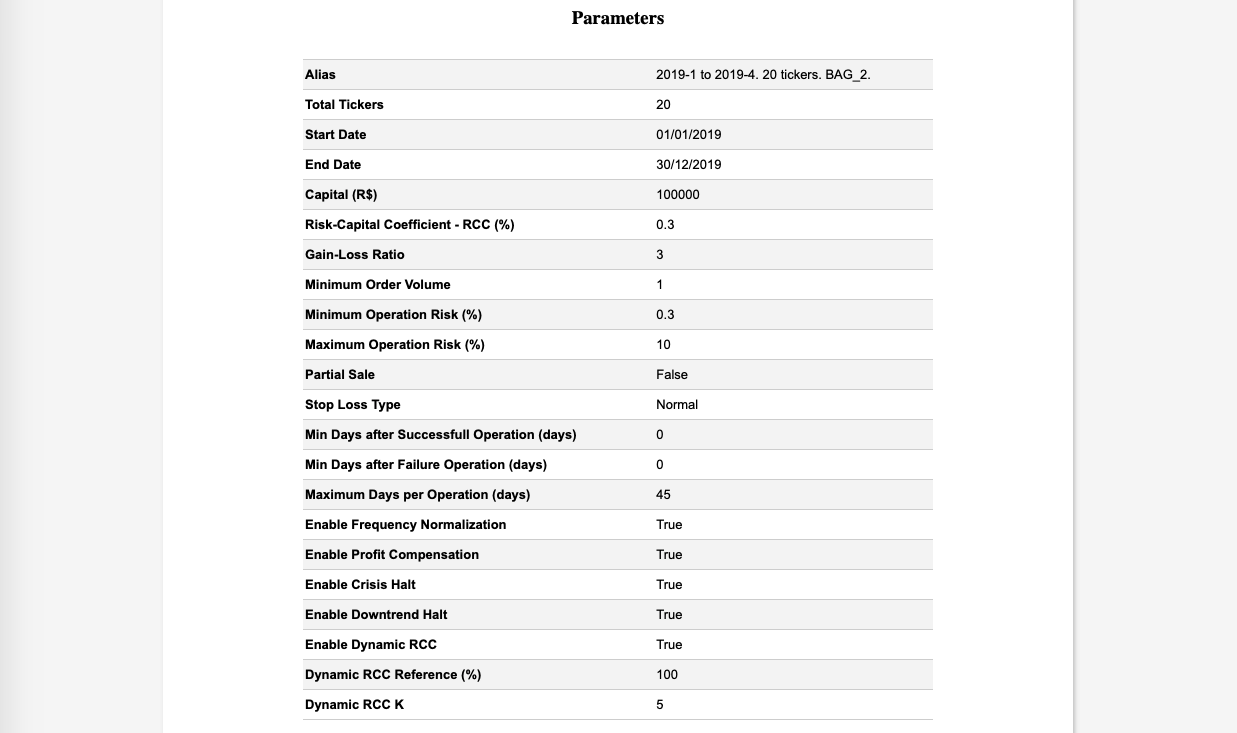 Parameters
Alias 2019-1 to 2019-4. 20 tickers. BAG_2.
Total Tickers 20
Start Date 01/01/2019
End Date 30/12/2019
Capital (R$) 100000
Risk-Capital Coefficient - RCC (%) 0.3
Gain-Loss Ratio 3
Minimum Order Volume 1
Minimum Operation Risk (%) 0.3
Maximum Operation Risk (%) 10
Partial Sale False
Stop Loss Type Normal
Min Days after Successfull Operation (days) 0
Min Days after Failure Operation (days) 0
Maximum Days per Operation (days) 45
Enable Frequency Normalization True
Enable Profit Compensation True
Enable Crisis Halt True
Enable Downtrend Halt True
Enable Dynamic RCC True
Dynamic RCC Reference (%) 100
Dynamic RCC K 5